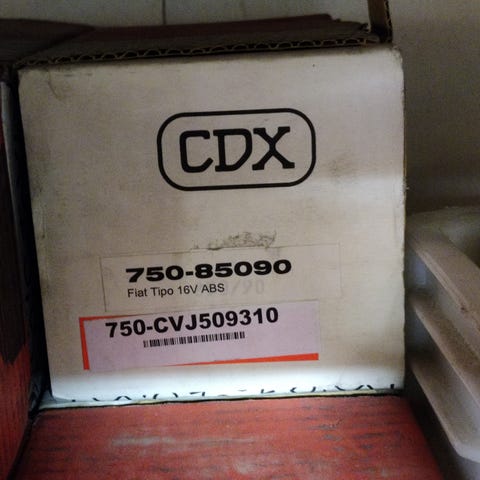 CDX
750-85090
Fiat Tipo 16V ABS
750-CVJ509310